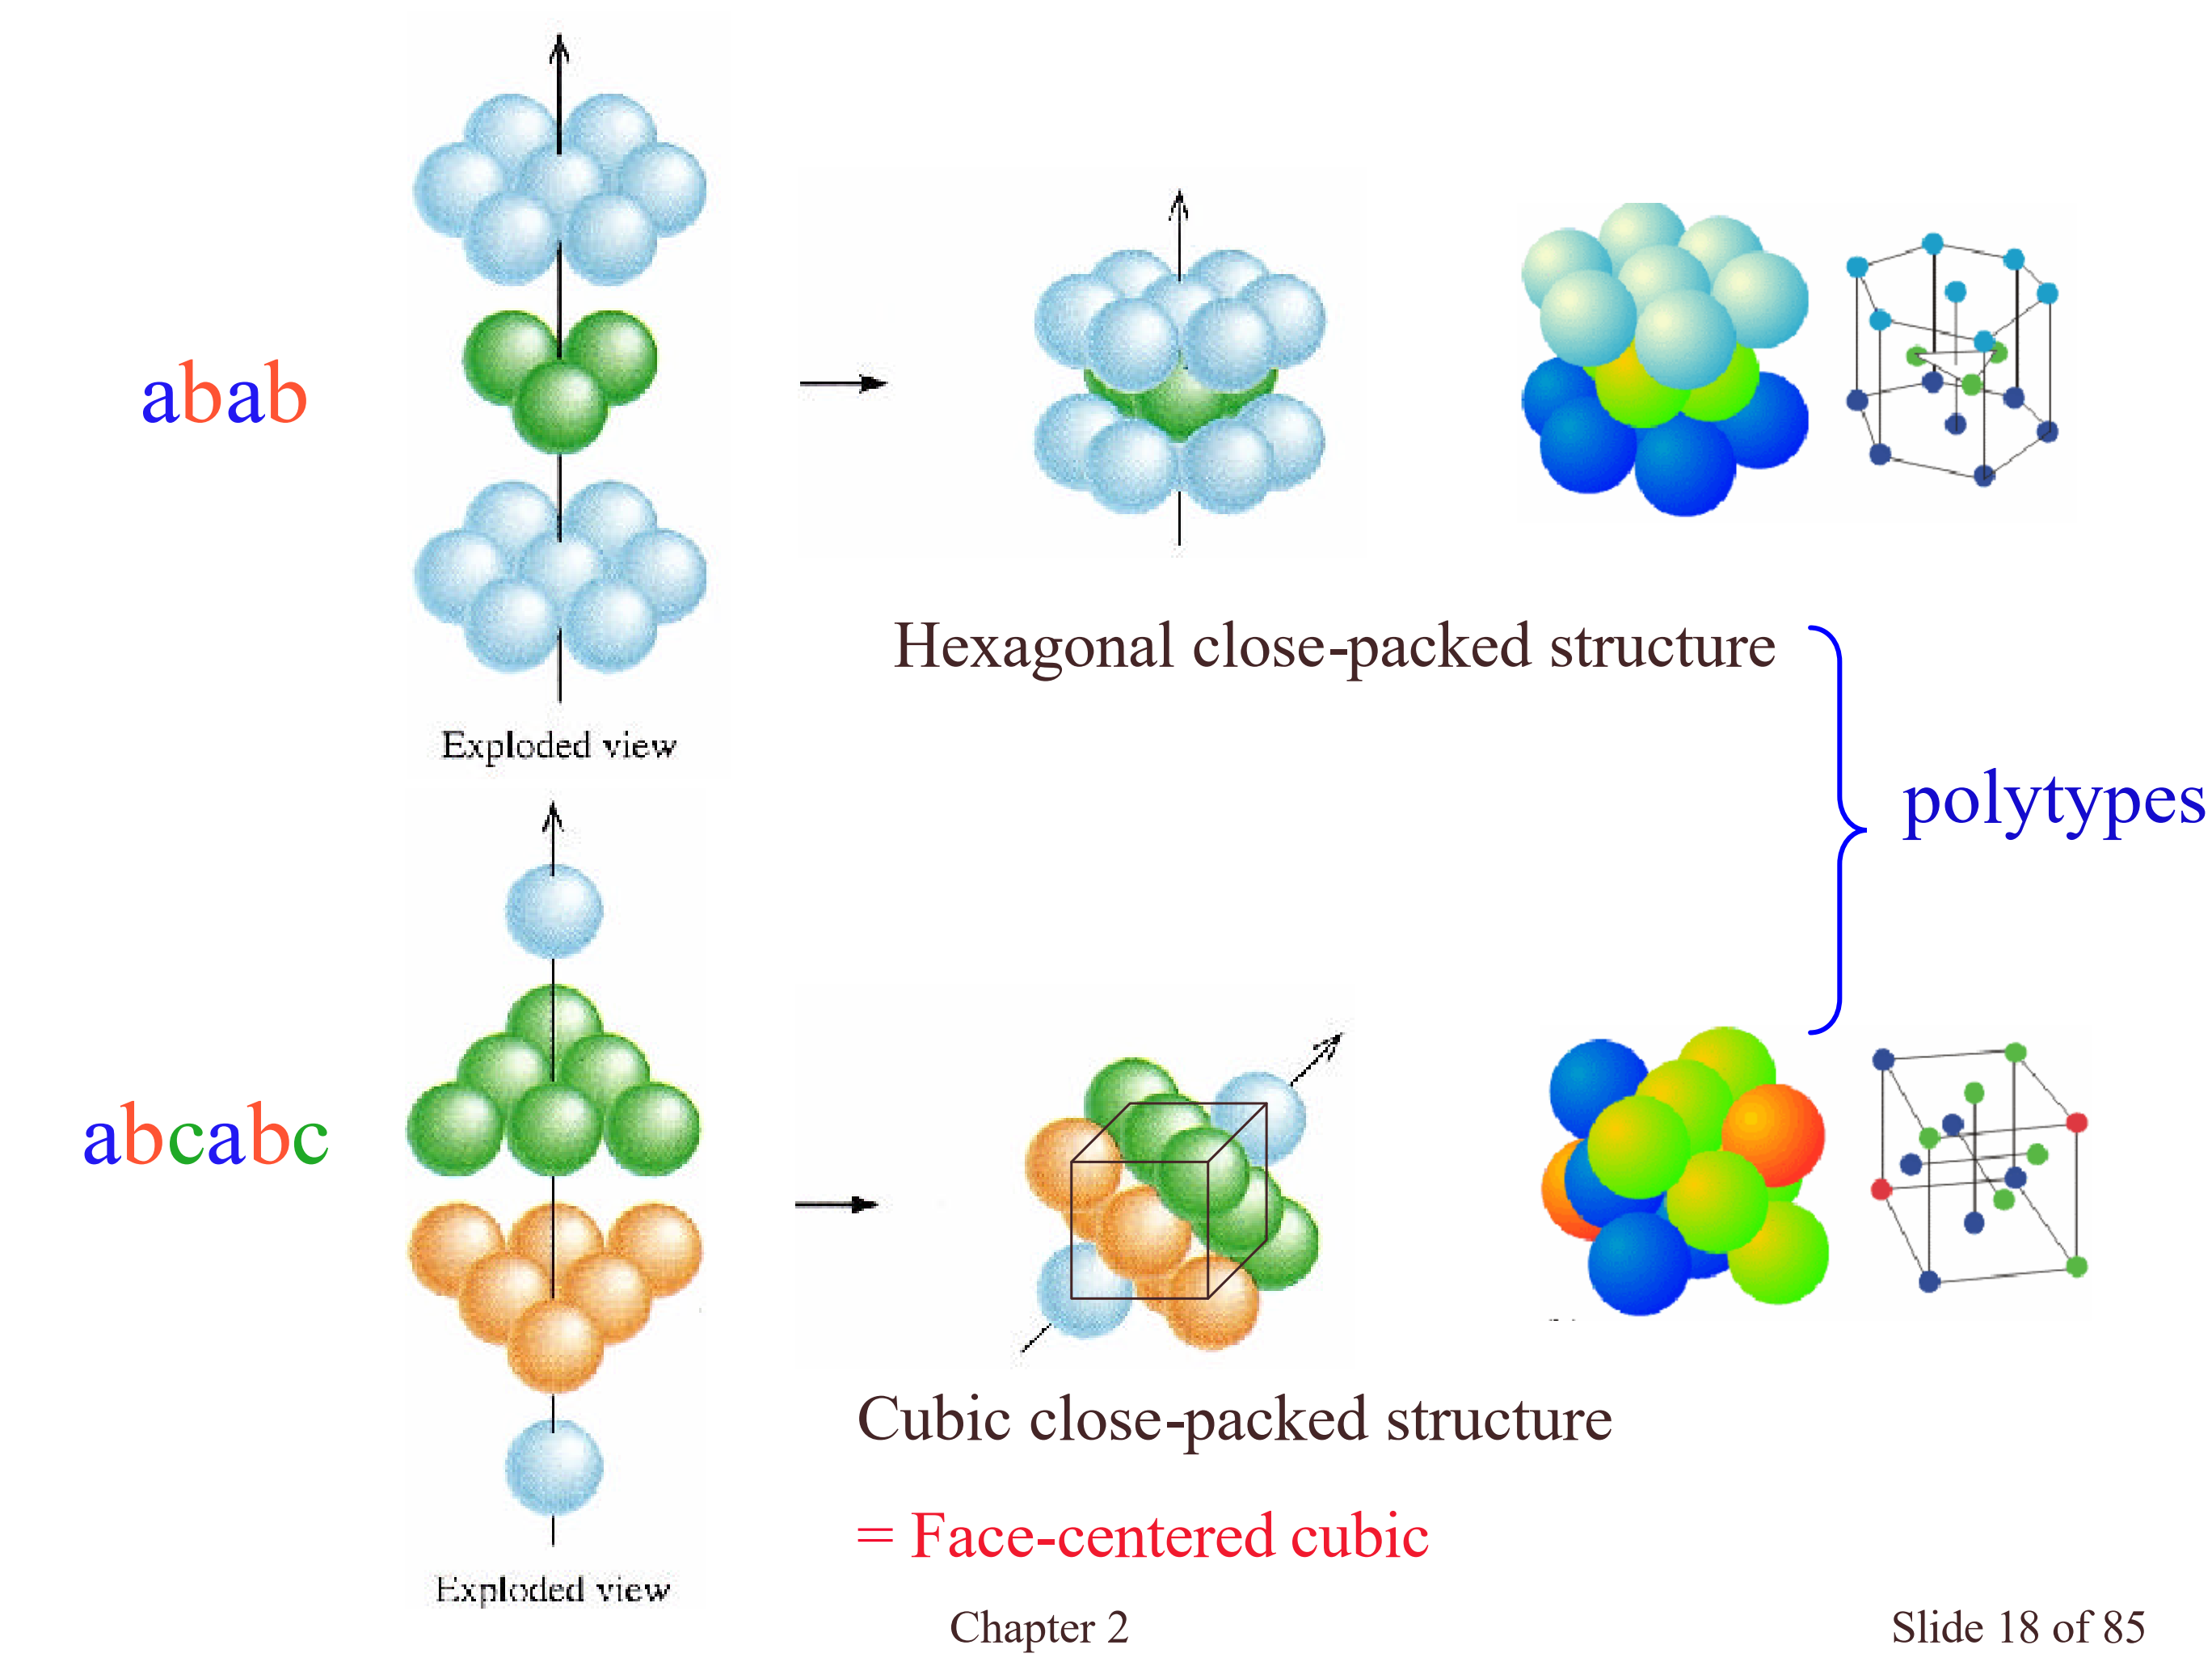 abab
Exploded view
Hexagonal close-packed structure
polytypes
abcabc
Exploded view
Cubic close-packed structure
= Face-centered cubic
Chapter 2
Slide 18 of 85